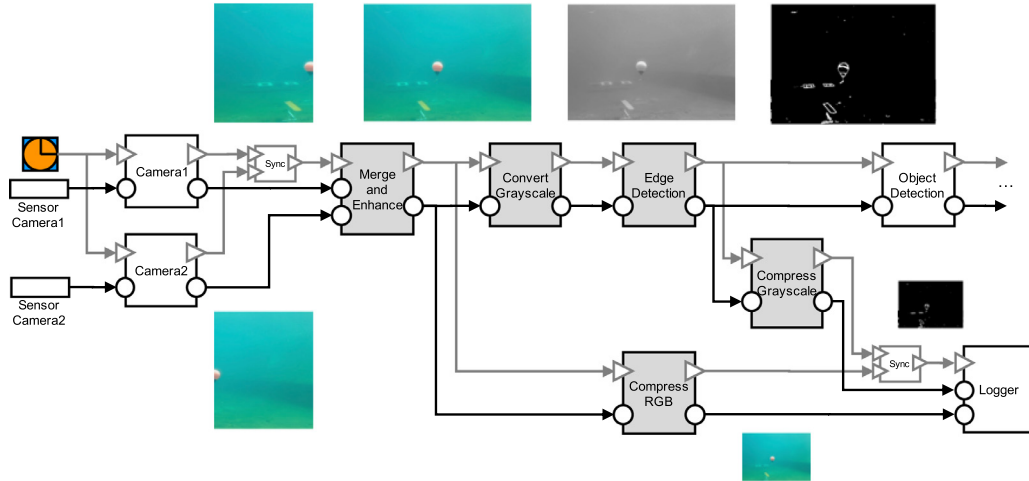 Camera1
Sync
Sensor
Camera1
Merge
and
Enhance
Convert
Grayscale
Edge
Detection
Object
Detection
...
Camera2
Sensor
Camera2
Compress
Grayscale
Sync
Compress
RGB
Logger